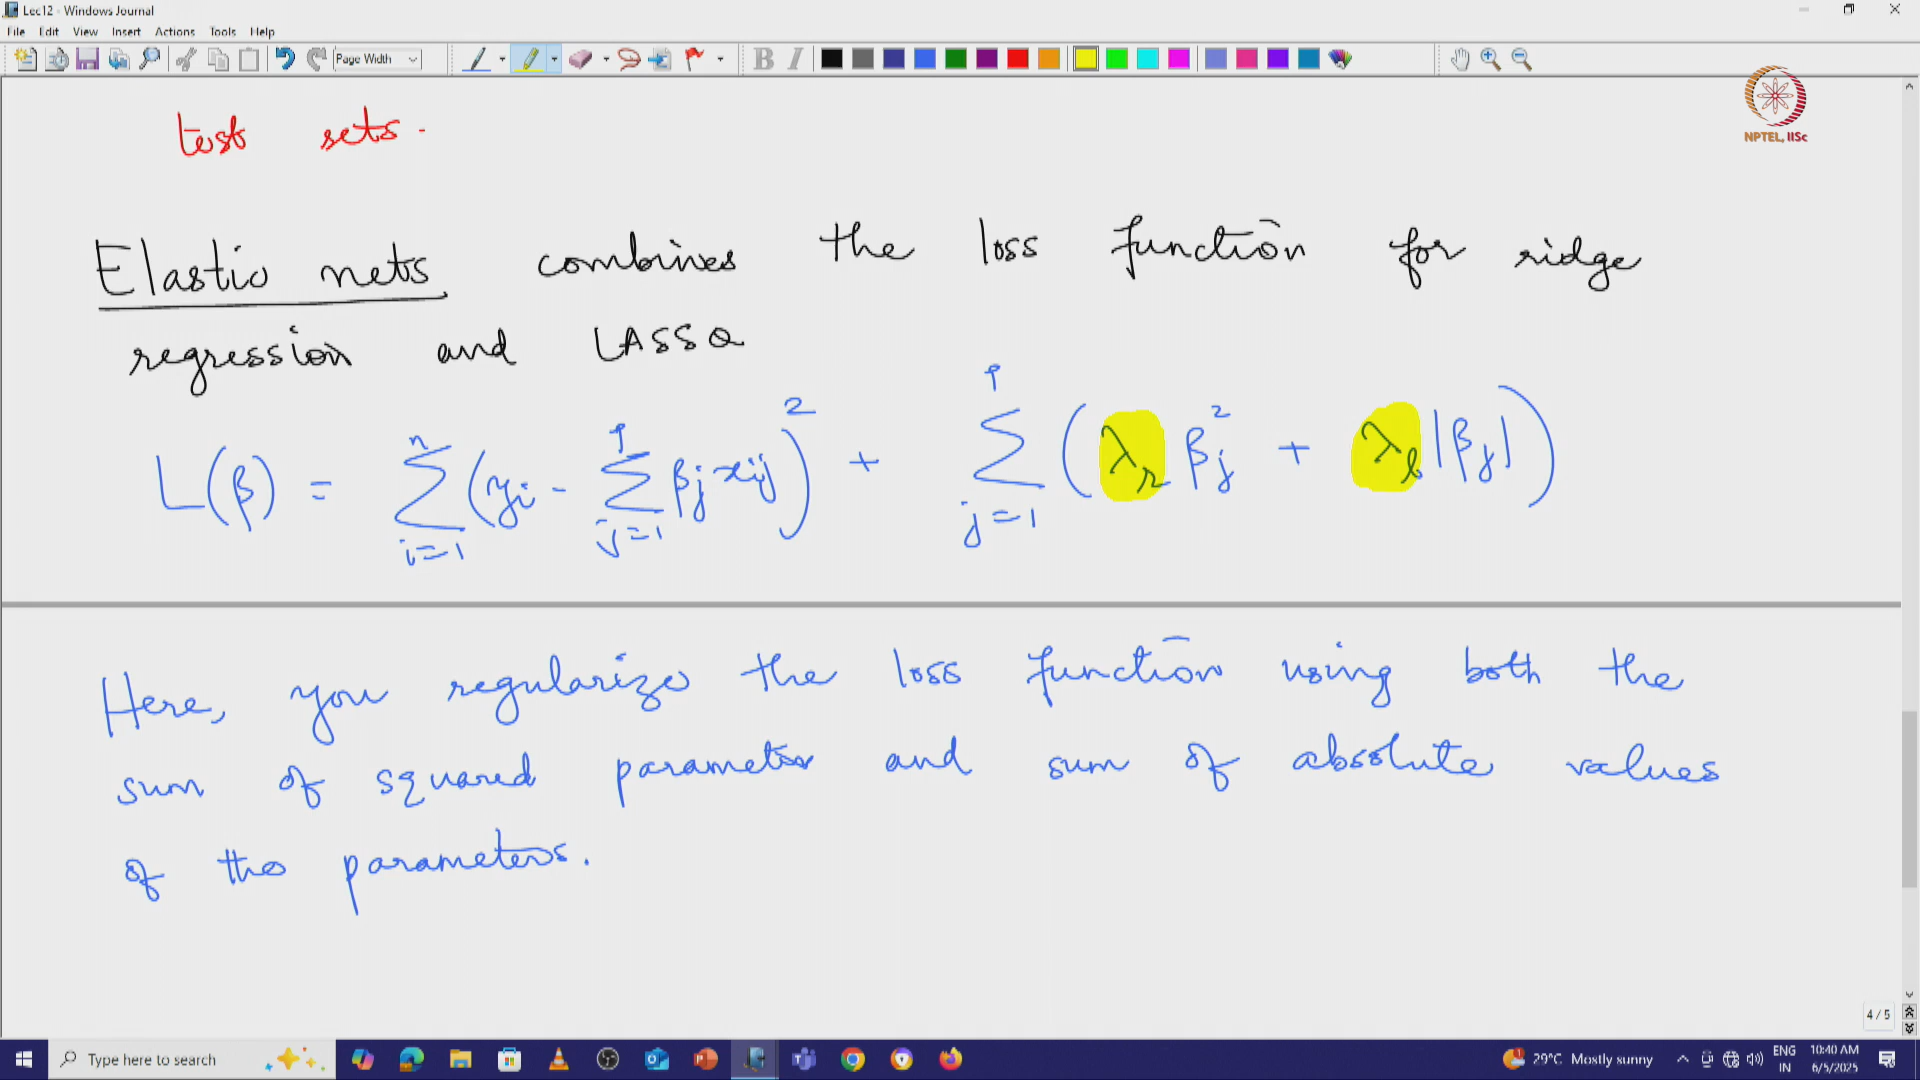 Lec12 - Windows Journal
File Edit View Insert Actions Tools Help
Page Width
B I
NPTEL, IISc
test sets.
Elastic nets combines the loss function for ridge
regression and LASSO
L(β) = Σ_{i=1}^{n} (y_i - Σ_{j=1}^{p} β_j x_ij)^2 + Σ_{j=1}^{p} (λ_r β_j^2 + λ_l |β_j|)
Here, you regularize the loss function using both the
sum of squared parameter and sum of absolute values
of the parameters.
4 / 5
Type here to search
29°C Mostly sunny
ENG
IN
10:40 AM
6/5/2025